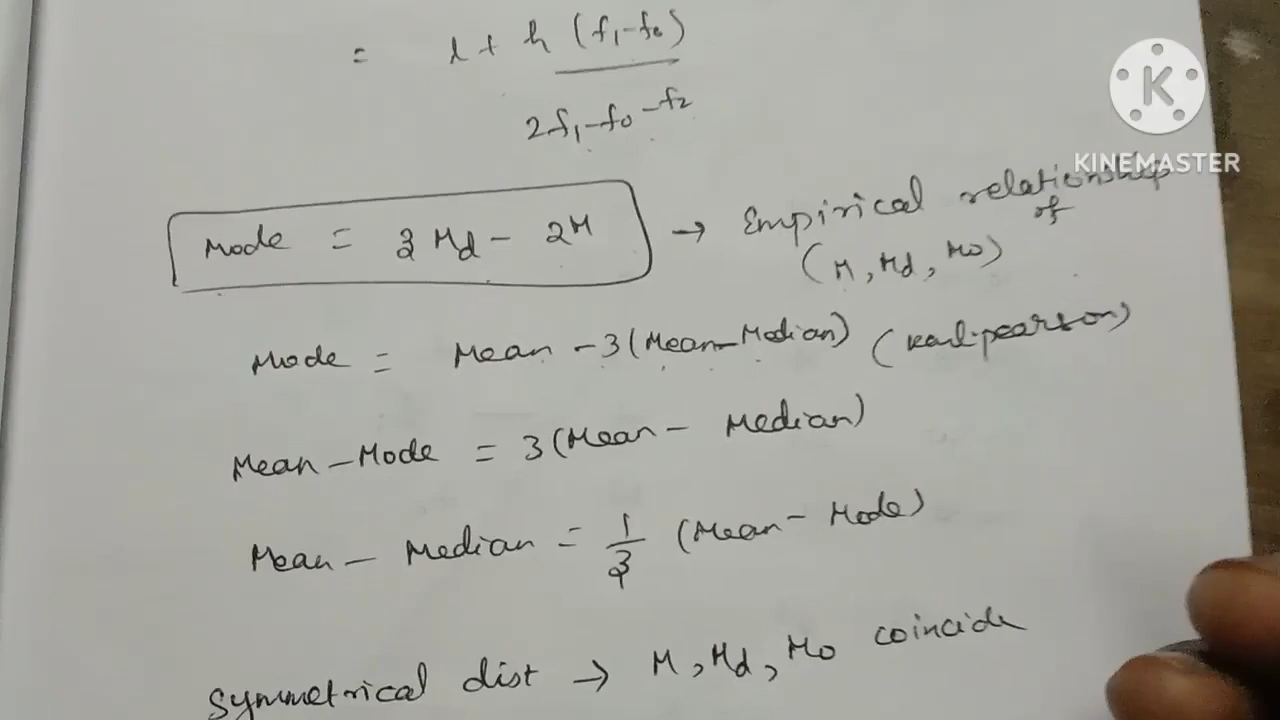 = l + h (f₁-f₀)
2f₁-f₀-f₂
K
KINEMASTER
Mode = 3 Md - 2M → Empirical relationship
of
(M, Md, Mo)
Mode = Mean - 3(Mean-Median) (Karl-pearson)
Mean - Mode = 3(Mean - Median)
Mean - Median = 1/3 (Mean - Mode)
Symmetrical dist → M, Md, Mo coincide